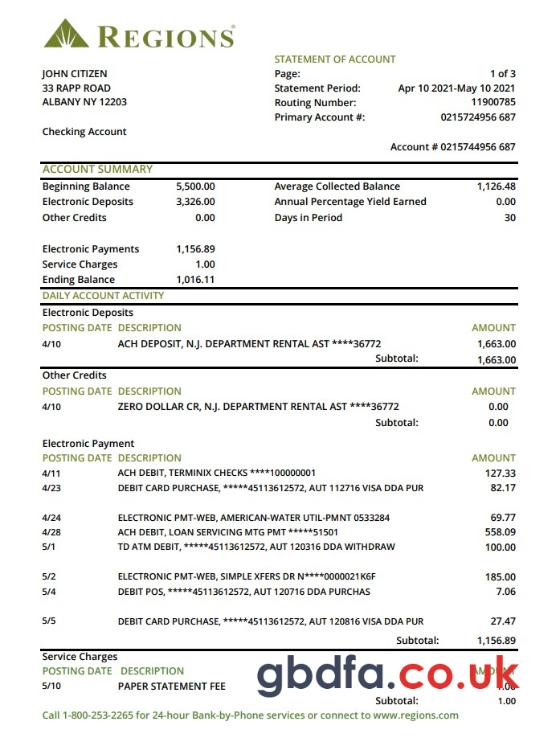 REGIONS
STATEMENT OF ACCOUNT
JOHN CITIZEN
Page: 1 of 3
33 RAPP ROAD
Statement Period: Apr 10 2021-May 10 2021
ALBANY NY 12203
Routing Number: 11900785
Primary Account #: 0215724956 687
Checking Account
Account # 0215744956 687
ACCOUNT SUMMARY
Beginning Balance 5,500.00 Average Collected Balance 1,126.48
Electronic Deposits 3,326.00 Annual Percentage Yield Earned 0.00
Other Credits 0.00 Days in Period 30
Electronic Payments 1,156.89
Service Charges 1.00
Ending Balance 1,016.11
DAILY ACCOUNT ACTIVITY
Electronic Deposits
POSTING DATE DESCRIPTION AMOUNT
4/10 ACH DEPOSIT, N.J. DEPARTMENT RENTAL AST ****36772 1,663.00
Subtotal: 1,663.00
Other Credits
POSTING DATE DESCRIPTION AMOUNT
4/10 ZERO DOLLAR CR, N.J. DEPARTMENT RENTAL AST ****36772 0.00
Subtotal: 0.00
Electronic Payment
POSTING DATE DESCRIPTION AMOUNT
4/11 ACH DEBIT, TERMINIX CHECKS ****100000001 127.33
4/23 DEBIT CARD PURCHASE, *****45113612572, AUT 112716 VISA DDA PUR 82.17
4/24 ELECTRONIC PMT-WEB, AMERICAN-WATER UTIL-PMNT 0533284 69.77
4/28 ACH DEBIT, LOAN SERVICING MTG PMT *****51501 558.09
5/1 TD ATM DEBIT, *****45113612572, AUT 120316 DDA WITHDRAW 100.00
5/2 ELECTRONIC PMT-WEB, SIMPLE XFERS DR N****0000021K6F 185.00
5/4 DEBIT POS, *****45113612572, AUT 120716 DDA PURCHAS 7.06
5/5 DEBIT CARD PURCHASE, *****45113612572, AUT 120816 VISA DDA PUR 27.47
Subtotal: 1,156.89
Service Charges
POSTING DATE DESCRIPTION AMOUNT
5/10 PAPER STATEMENT FEE 1.00
gbdfa.co.uk
Subtotal: 1.00
Call 1-800-253-2265 for 24-hour Bank-by-Phone services or connect to www.regions.com